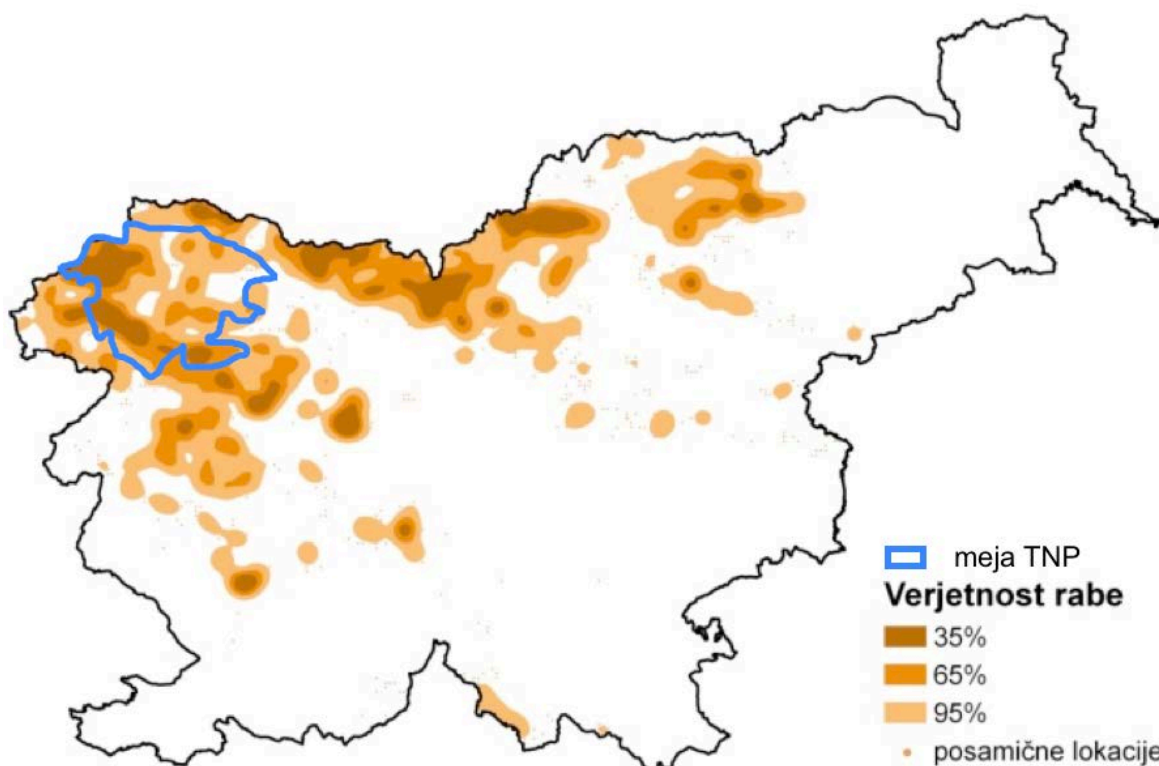 meja TNP
Verjetnost rabe
35%
65%
95%
posamične lokacije